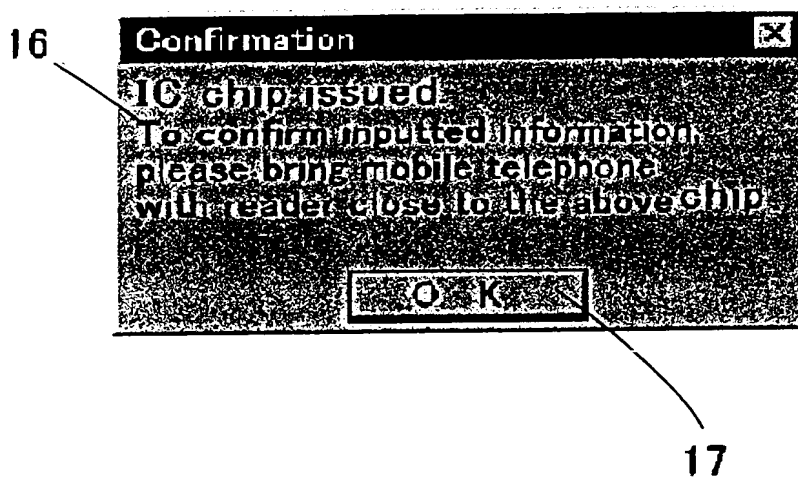 16
Confirmation
IC chip issued.
To confirm inputted information,
please bring mobile telephone
with reader close to the above chip
O K
17